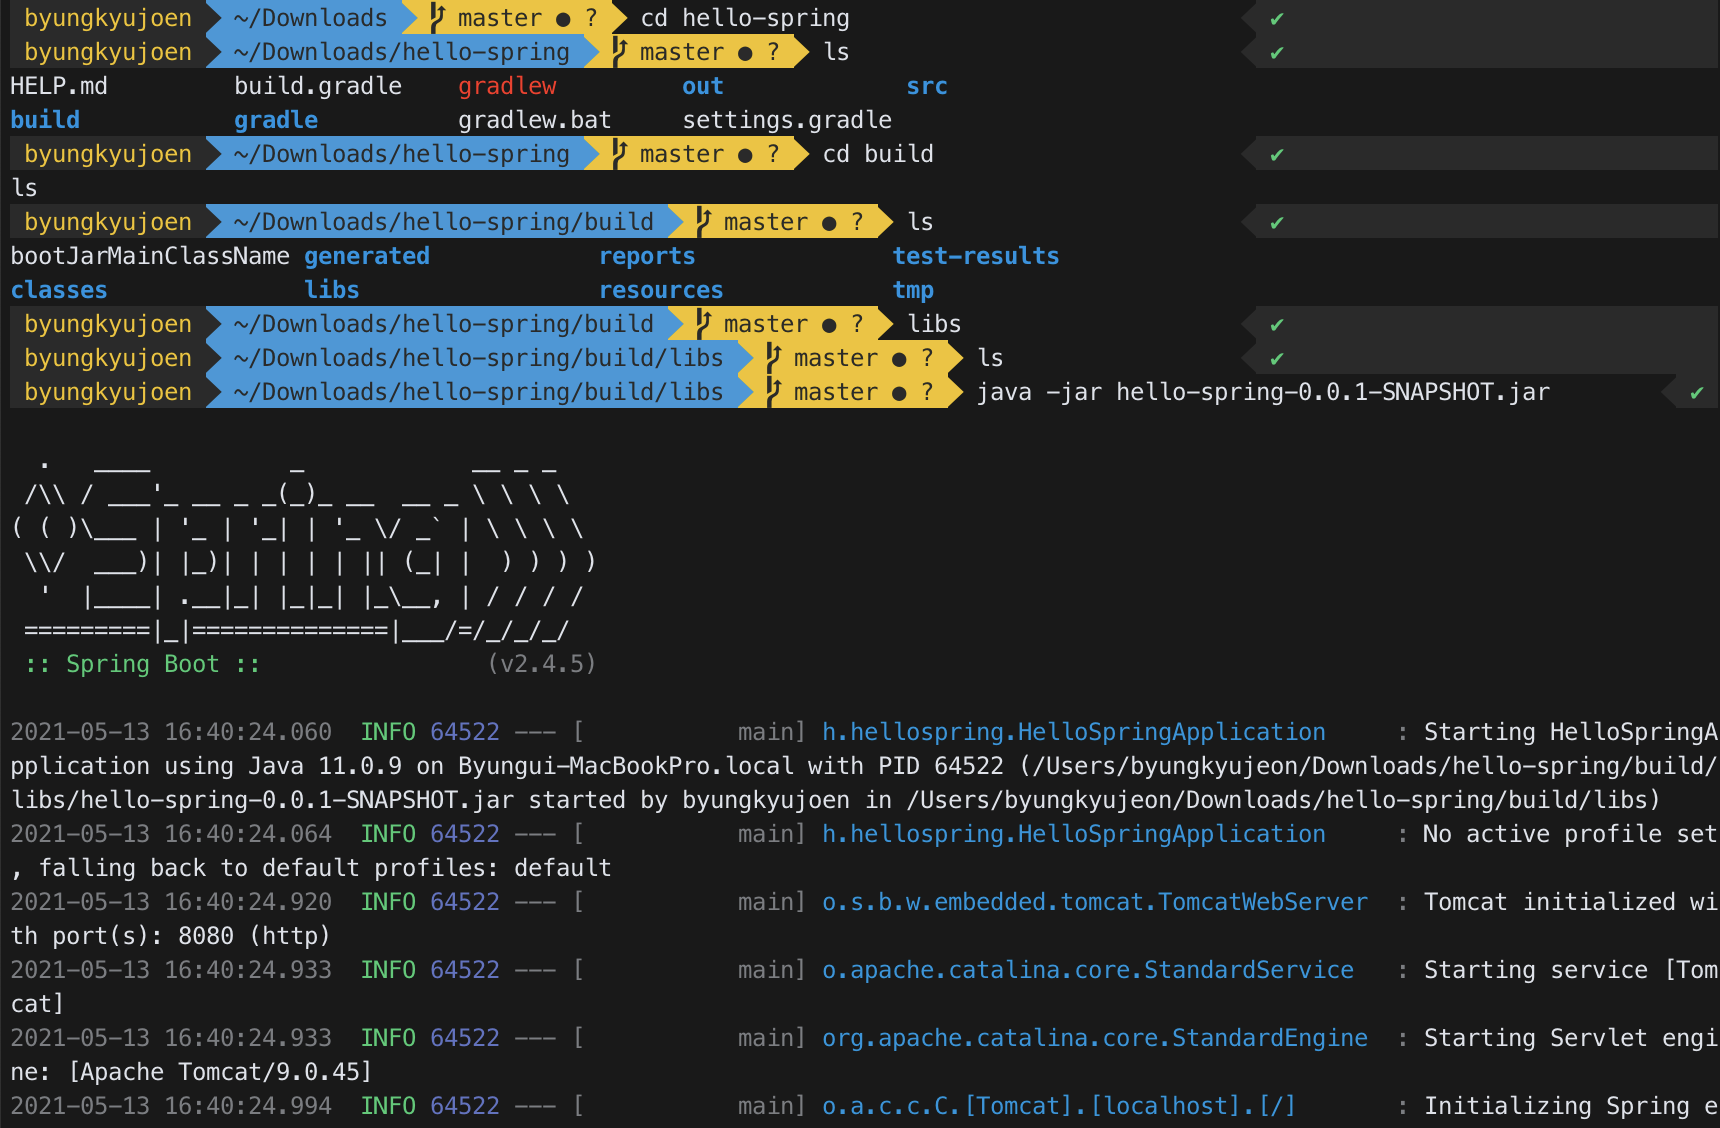 byungkyujoen ~/Downloads master ● ? cd hello-spring ✔
byungkyujoen ~/Downloads/hello-spring master ● ? ls ✔
HELP.md build.gradle gradlew out src
build gradle gradlew.bat settings.gradle
byungkyujoen ~/Downloads/hello-spring master ● ? cd build ✔
ls
byungkyujoen ~/Downloads/hello-spring/build master ● ? ls ✔
bootJarMainClassName generated reports test-results
classes libs resources tmp
byungkyujoen ~/Downloads/hello-spring/build master ● ? libs ✔
byungkyujoen ~/Downloads/hello-spring/build/libs master ● ? ls ✔
byungkyujoen ~/Downloads/hello-spring/build/libs master ● ? java -jar hello-spring-0.0.1-SNAPSHOT.jar ✔
  .   ____          _            __ _ _
 /\\ / ___'_ __ _ _(_)_ __  __ _ \ \ \ \
( ( )\___ | '_ | '_| | '_ \/ _` | \ \ \ \
 \\/  ___)| |_)| | | | | || (_| |  ) ) ) )
  '  |____| .__|_| |_|_| |_\__, | / / / /
 =========|_|==============|___/=/_/_/_/
:: Spring Boot :: (v2.4.5)
2021-05-13 16:40:24.060 INFO 64522 --- [ main] h.hellospring.HelloSpringApplication : Starting HelloSpringA
pplication using Java 11.0.9 on Byungui-MacBookPro.local with PID 64522 (/Users/byungkyujeon/Downloads/hello-spring/build/
libs/hello-spring-0.0.1-SNAPSHOT.jar started by byungkyujoen in /Users/byungkyujeon/Downloads/hello-spring/build/libs)
2021-05-13 16:40:24.064 INFO 64522 --- [ main] h.hellospring.HelloSpringApplication : No active profile set
, falling back to default profiles: default
2021-05-13 16:40:24.920 INFO 64522 --- [ main] o.s.b.w.embedded.tomcat.TomcatWebServer : Tomcat initialized wi
th port(s): 8080 (http)
2021-05-13 16:40:24.933 INFO 64522 --- [ main] o.apache.catalina.core.StandardService : Starting service [Tom
cat]
2021-05-13 16:40:24.933 INFO 64522 --- [ main] org.apache.catalina.core.StandardEngine : Starting Servlet engi
ne: [Apache Tomcat/9.0.45]
2021-05-13 16:40:24.994 INFO 64522 --- [ main] o.a.c.c.C.[Tomcat].[localhost].[/] : Initializing Spring e